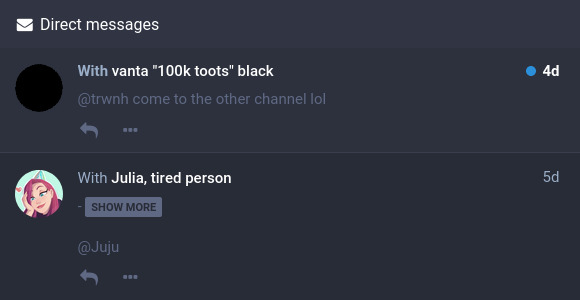 Direct messages
With vanta "100k toots" black
4d
@trwnh come to the other channel lol
With Julia, tired person
5d
- SHOW MORE
@Juju